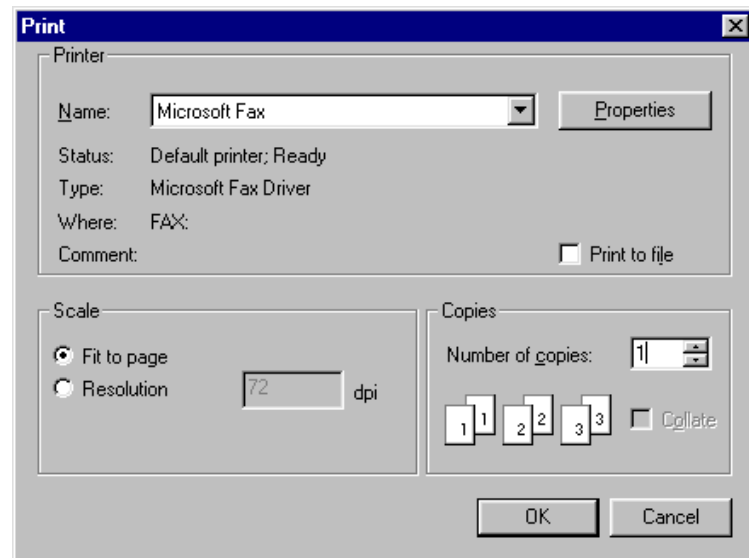 Print
Printer
Name: Microsoft Fax Properties
Status: Default printer; Ready
Type: Microsoft Fax Driver
Where: FAX:
Comment: Print to file
Scale
Fit to page
Resolution 72 dpi
Copies
Number of copies: 1
1 1 2 2 3 3 Collate
OK Cancel